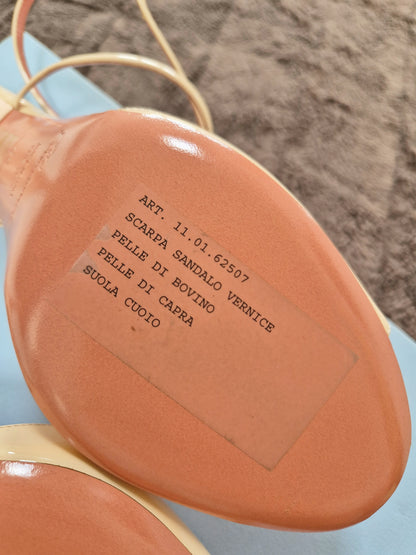 ART. 11.01.62507
SCARPA SANDALO VERNICE
PELLE DI BOVINO
PELLE DI CAPRA
SUOLA CUOIO